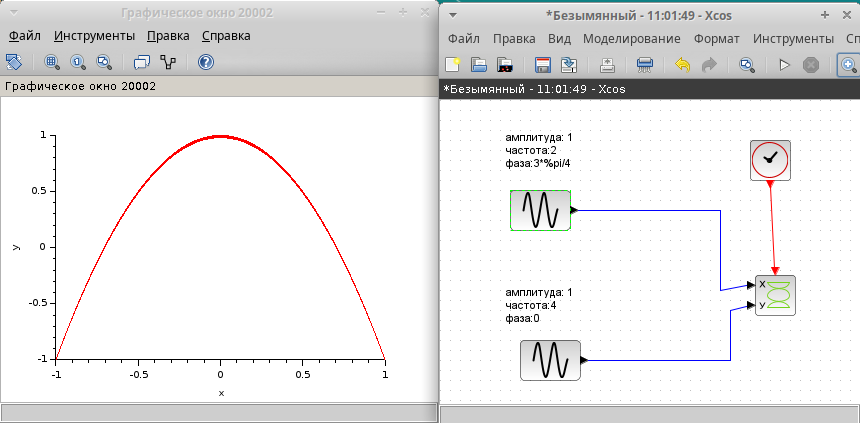 Графическое окно 20002
Файл Инструменты Правка Справка
Графическое окно 20002
1
0.5
0
-0.5
-1
y
-1 -0.5 0 0.5 1
x
*Безымянный - 11:01:49 - Xcos
Файл Правка Вид Моделирование Формат Инструменты Сп
*Безымянный - 11:01:49 - Xcos
амплитуда: 1
частота:2
фаза:3*%pi/4
X
y
амплитуда: 1
частота:4
фаза:0